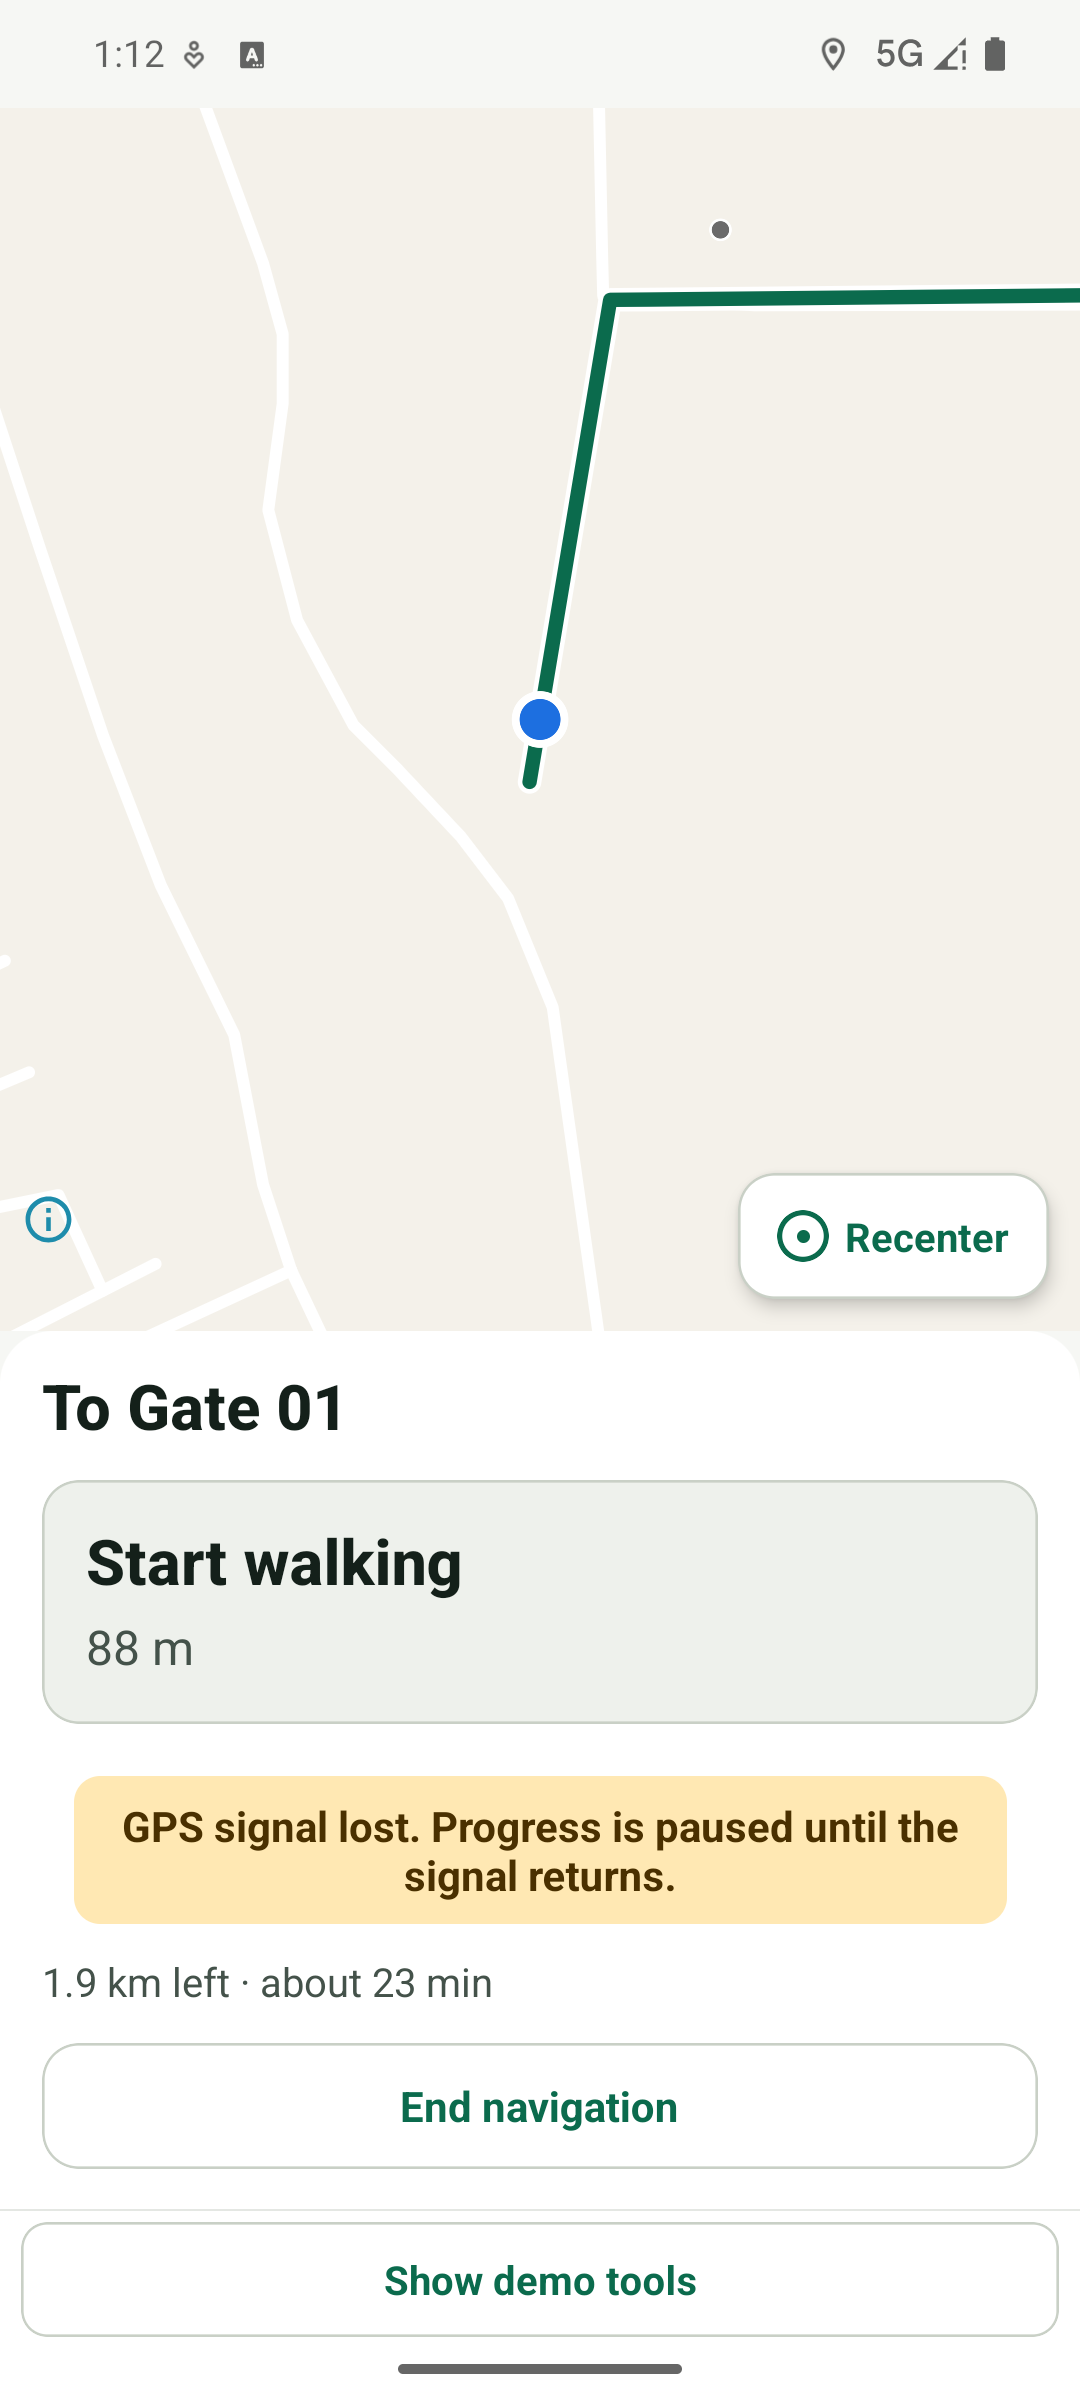 1:12
5G
To Gate 01
Start walking
88 m
GPS signal lost. Progress is paused until the
signal returns.
1.9 km left · about 23 min
End navigation
Show demo tools
Recenter